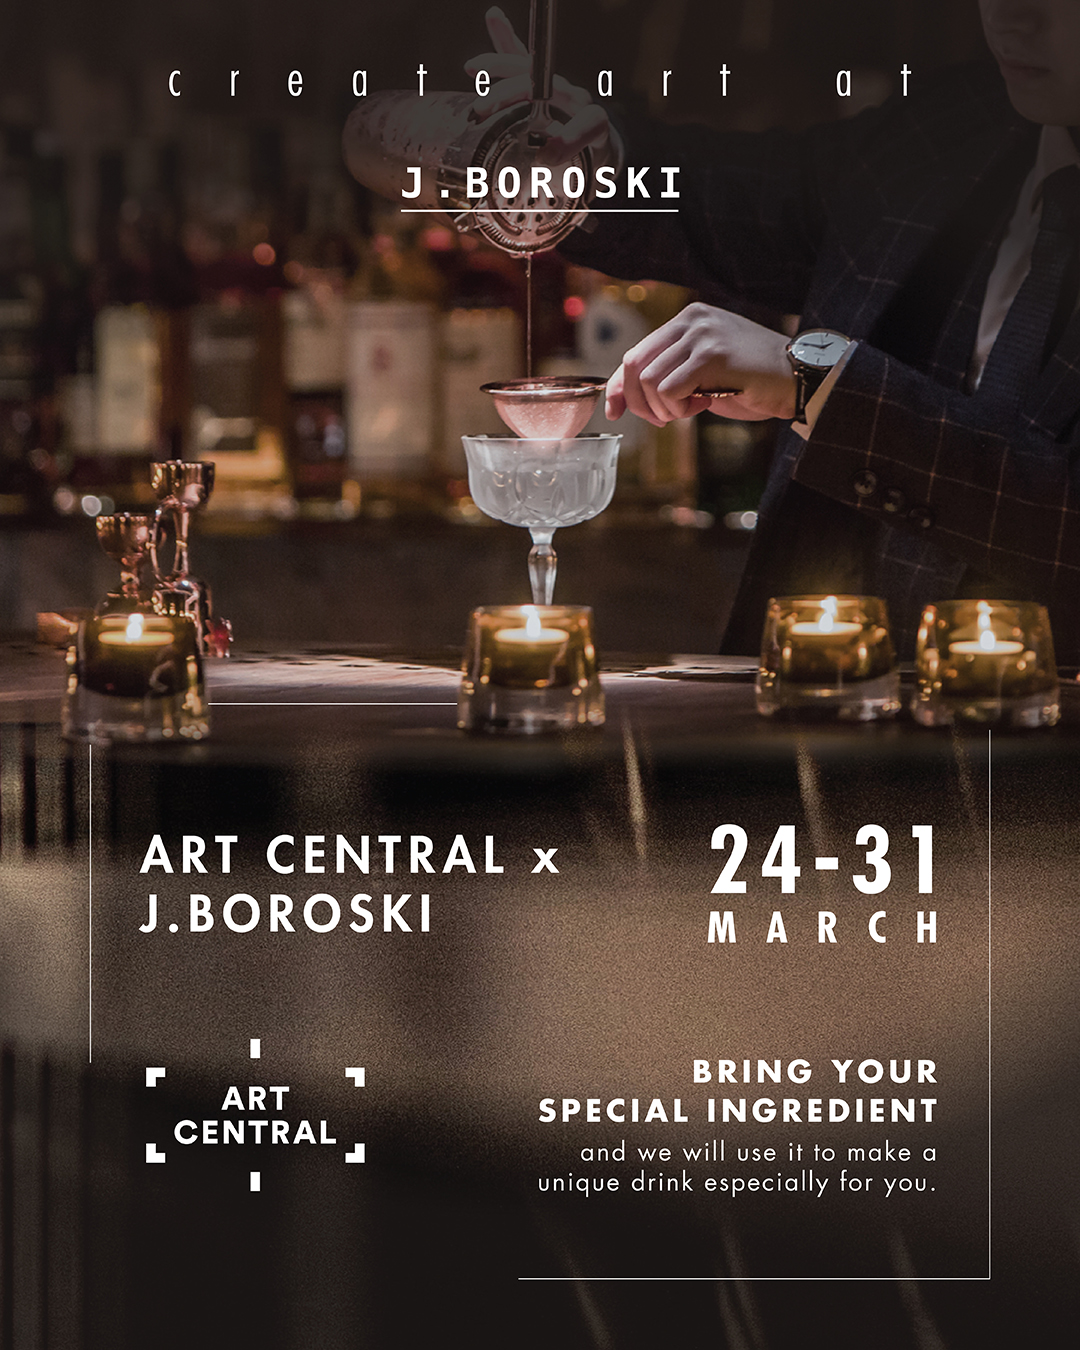 create art at
J.BOROSKI
ART CENTRAL x
J.BOROSKI
24-31
MARCH
ART
CENTRAL
BRING YOUR
SPECIAL INGREDIENT
and we will use it to make a
unique drink especially for you.